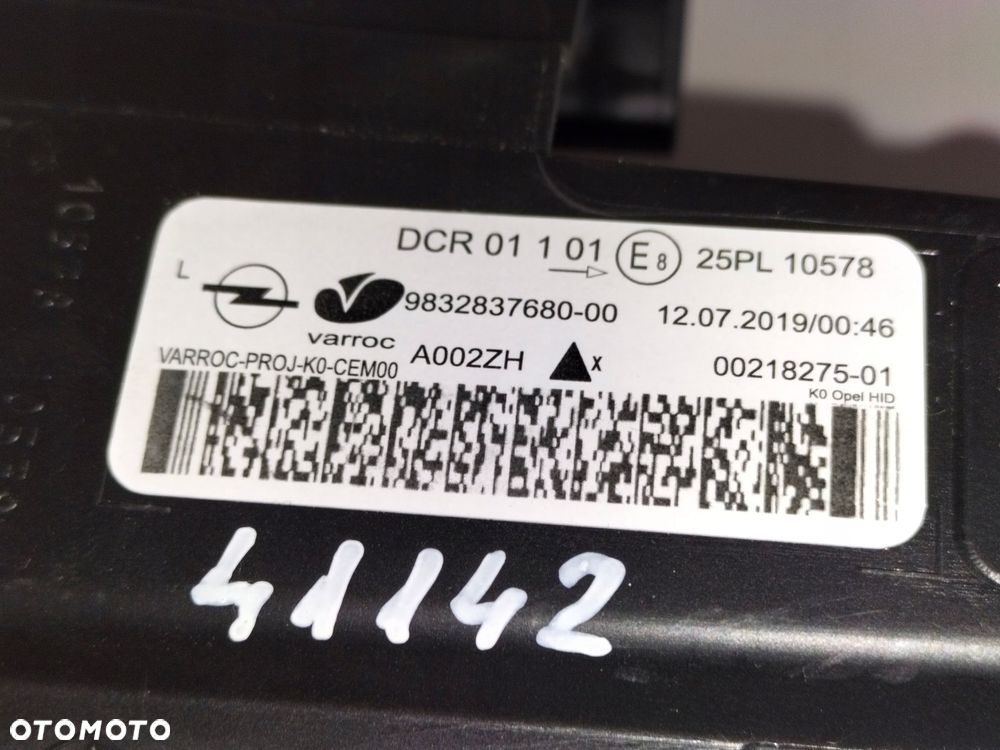 DCR 01 1 01 E8 25PL 10578
L
9832837680-00 12.07.2019/00:46
varroc
VARROC-PROJ-K0-CEM00 A002ZH X 00218275-01
K0 Opel HID
41142
OTOMOTO